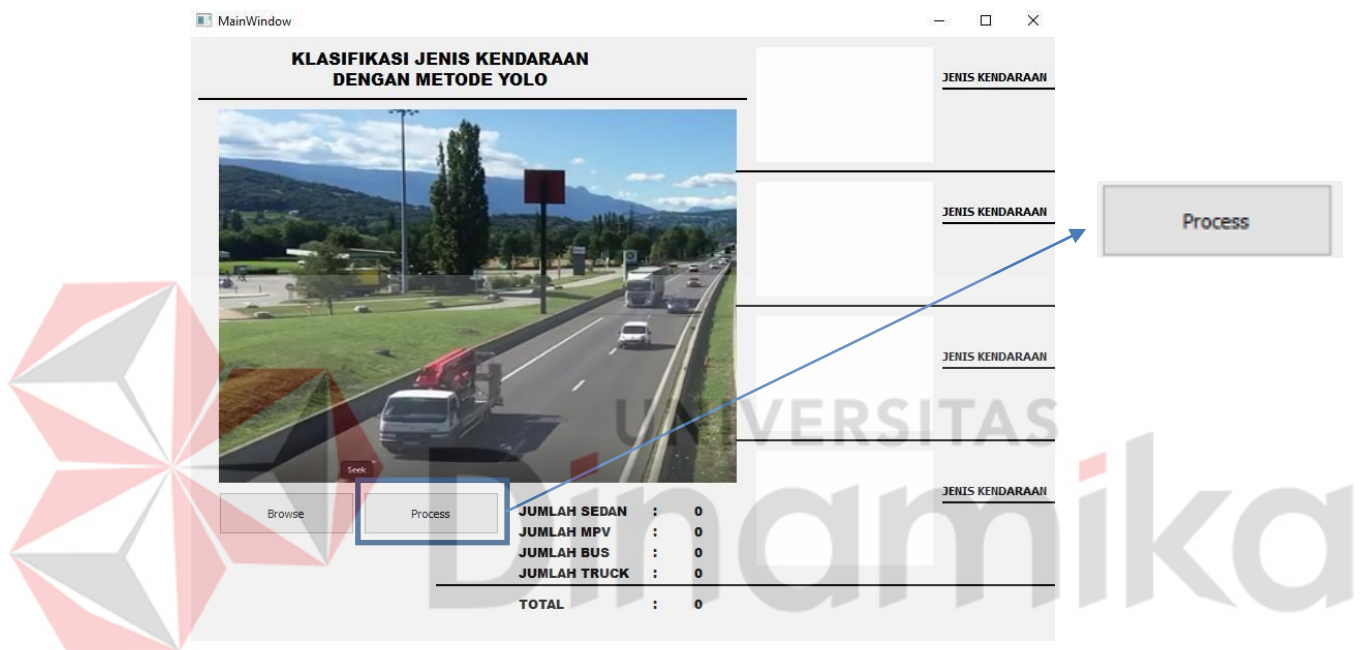 MainWindow
KLASIFIKASI JENIS KENDARAAN
DENGAN METODE YOLO
JENIS KENDARAAN
JENIS KENDARAAN
Process
JENIS KENDARAAN
UNIVERSITAS
Dinamika
Seek
JENIS KENDARAAN
Browse
Process
JUMLAH SEDAN : 0
JUMLAH MPV : 0
JUMLAH BUS : 0
JUMLAH TRUCK : 0
TOTAL : 0